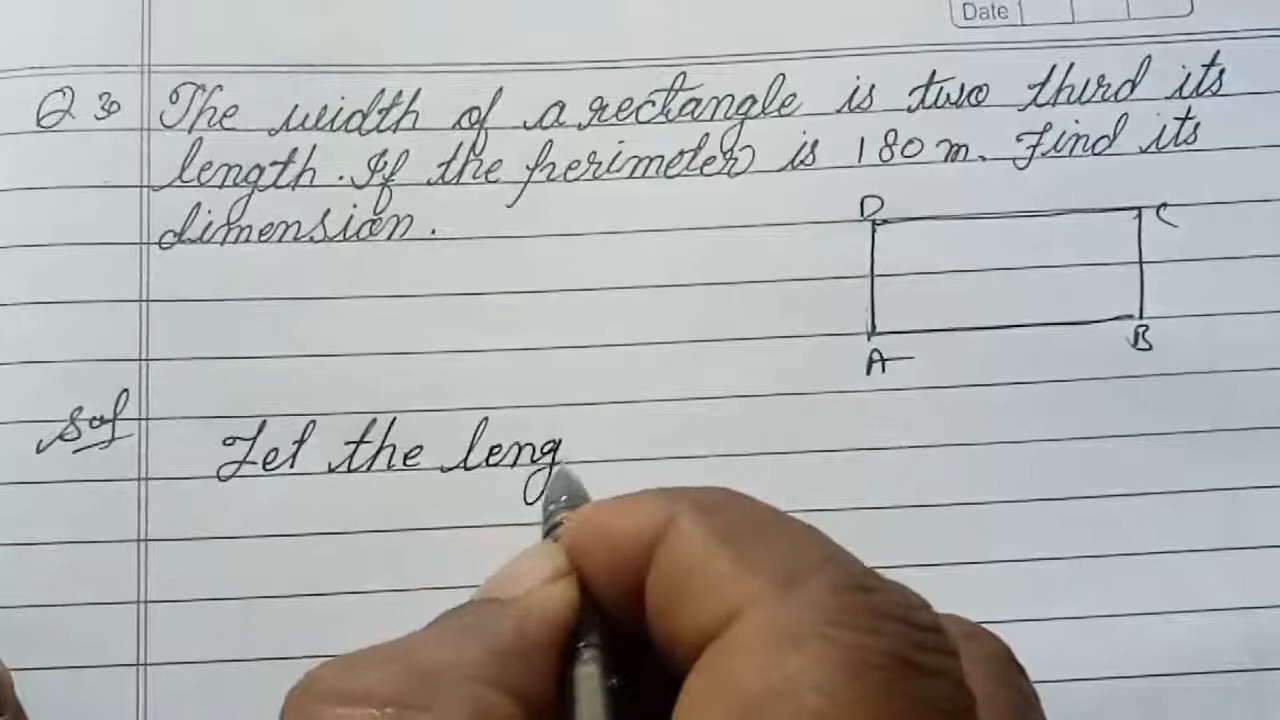 Date
Q 30 The width of a rectangle is two third its
length. If the perimeter is 180 m. Find its
dimension.
D C
A B
Sol Let the leng